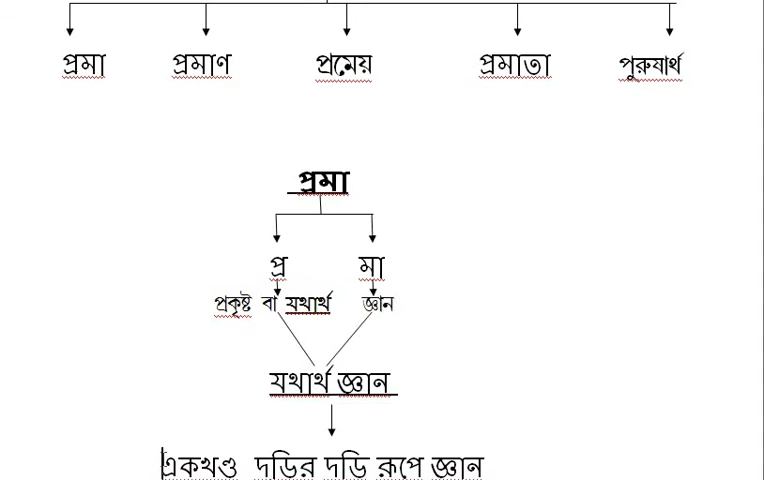 প্রমা প্রমাণ প্রমেয় প্রমাতা পুরুষার্থ
প্রমা
প্র মা
প্রকৃষ্ট বা যথার্থ জ্ঞান
যথার্থ জ্ঞান
একখণ্ড দড়ির দড়ি রূপে জ্ঞান